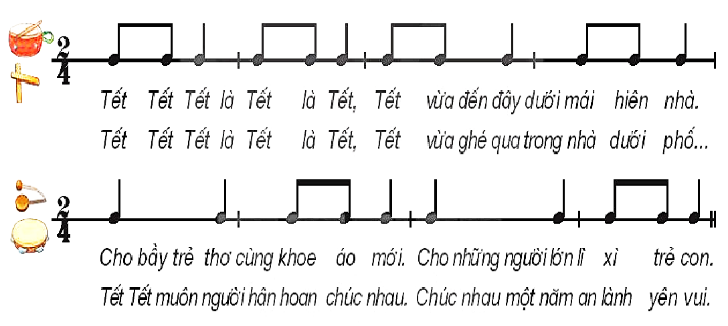 2 4
Tết Tết Tết là Tết là Tết, Tết vừa đến đây dưới mái hiên nhà.
Tết Tết Tết là Tết là Tết, Tết vừa ghé qua trong nhà dưới phố...
2 4
Cho bầy trẻ thơ cùng khoe áo mới. Cho những người lớn lì xì trẻ con.
Tết Tết muôn người hân hoan chúc nhau. Chúc nhau một năm an lành yên vui.